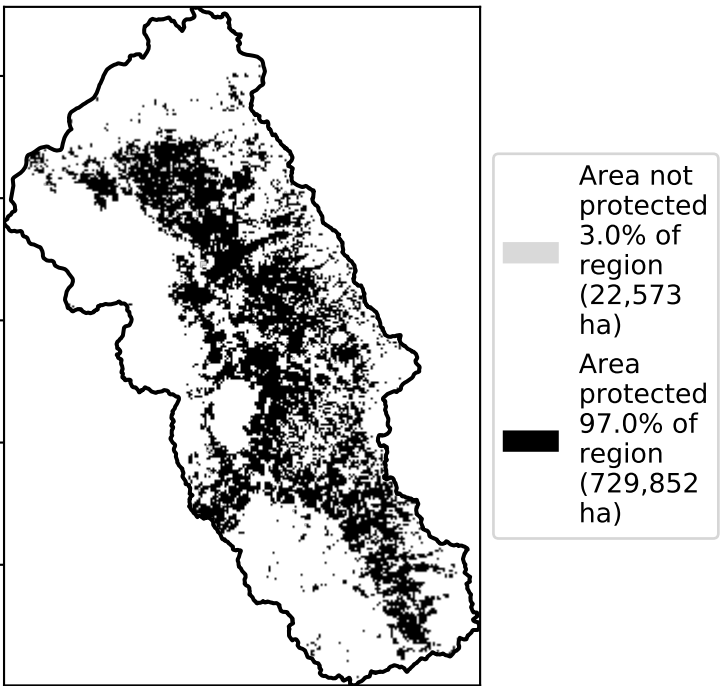 Area not
protected
3.0% of
region
(22,573
ha)
Area
protected
97.0% of
region
(729,852
ha)